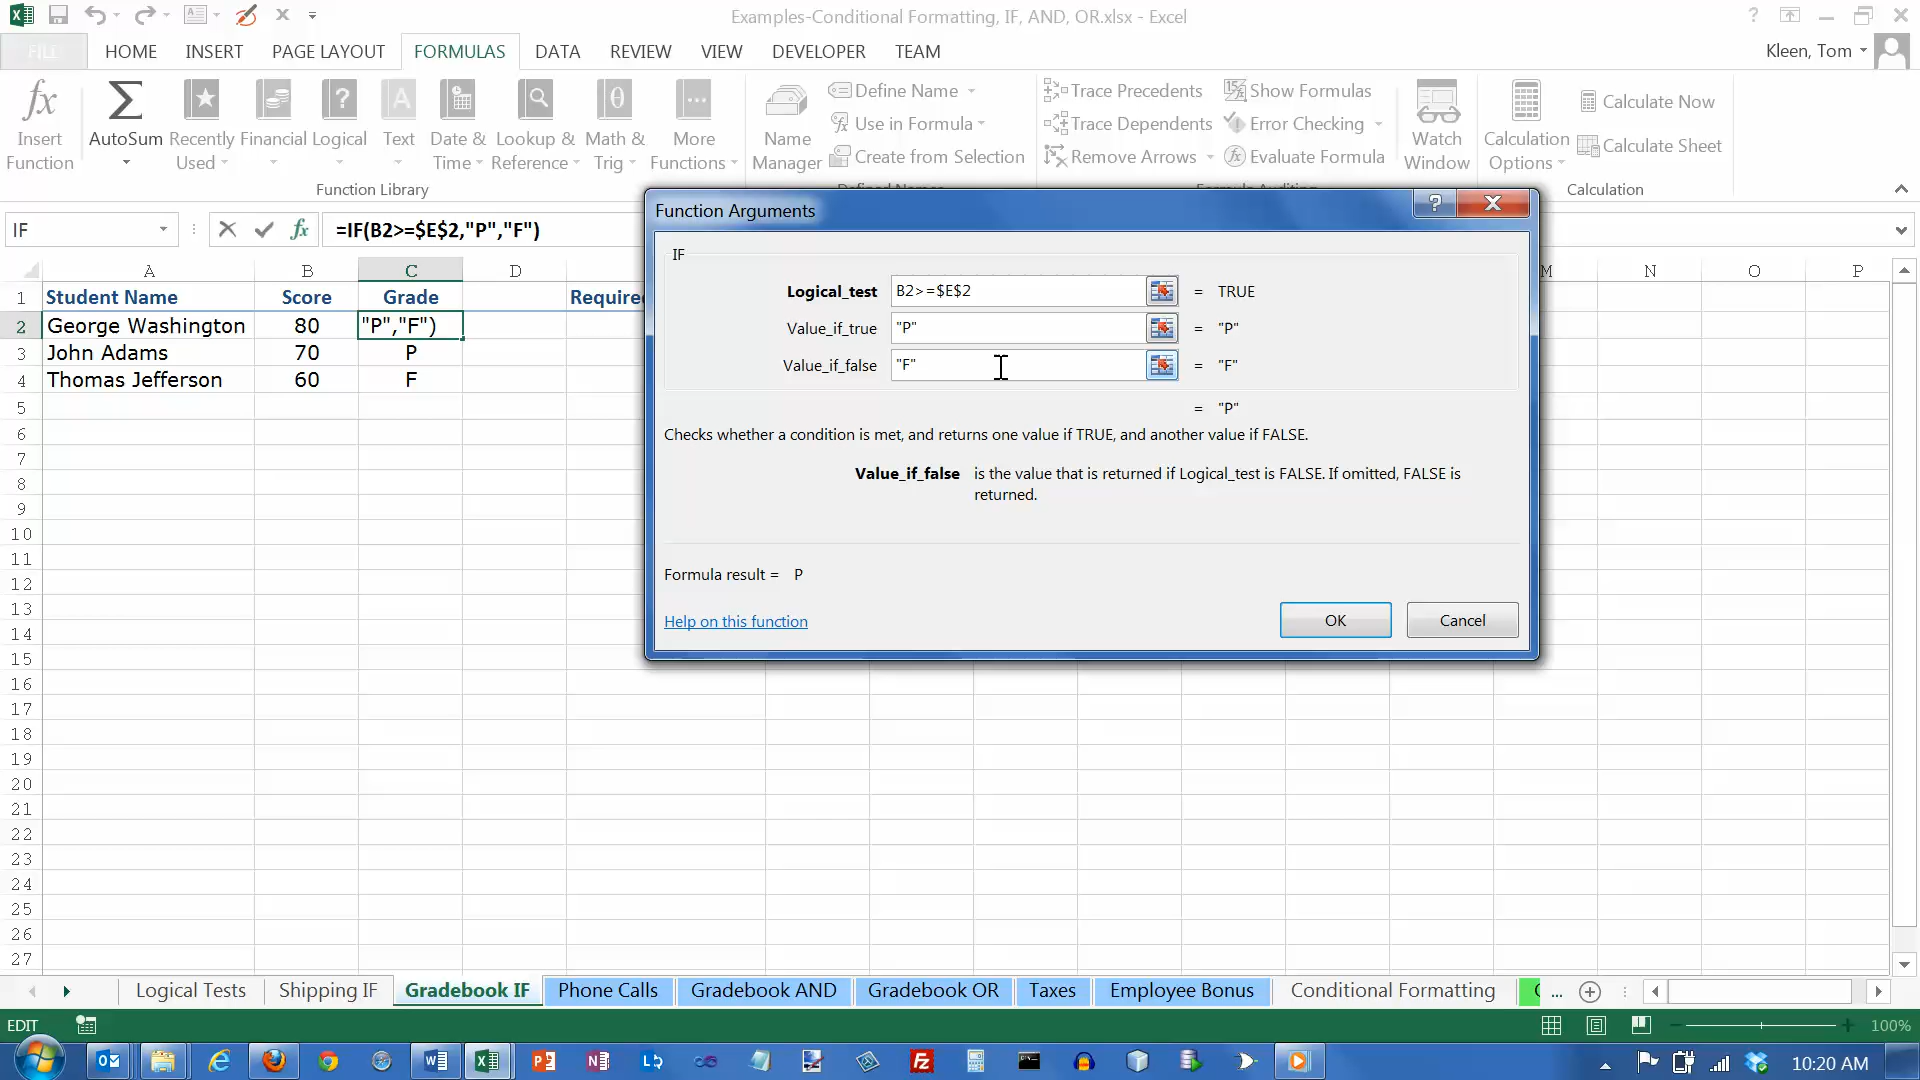 Examples-Conditional Formatting, IF, AND, OR.xlsx - Excel
FILE HOME INSERT PAGE LAYOUT FORMULAS DATA REVIEW VIEW DEVELOPER TEAM Kleen, Tom
Insert Function
AutoSum
Recently Used
Financial
Logical
Text
Date & Time
Lookup & Reference
Math & Trig
More Functions
Function Library
Name Manager
Define Name
Use in Formula
Create from Selection
Defined Names
Trace Precedents
Trace Dependents
Remove Arrows
Show Formulas
Error Checking
Evaluate Formula
Formula Auditing
Watch Window
Calculation Options
Calculate Now
Calculate Sheet
Calculation
IF fx =IF(B2>=$E$2,"P","F")
A B C D M N O P
1 Student Name Score Grade Require
2 George Washington 80 "P","F")
3 John Adams 70 P
4 Thomas Jefferson 60 F
5
6
7
8
9
10
11
12
13
14
15
16
17
18
19
20
21
22
23
24
25
26
27
Function Arguments
IF
Logical_test B2>=$E$2 = TRUE
Value_if_true "P" = "P"
Value_if_false "F" = "F"
= "P"
Checks whether a condition is met, and returns one value if TRUE, and another value if FALSE.
Value_if_false is the value that is returned if Logical_test is FALSE. If omitted, FALSE is
returned.
Formula result = P
Help on this function OK Cancel
Logical Tests Shipping IF Gradebook IF Phone Calls Gradebook AND Gradebook OR Taxes Employee Bonus Conditional Formatting ...
EDIT 100%
10:20 AM